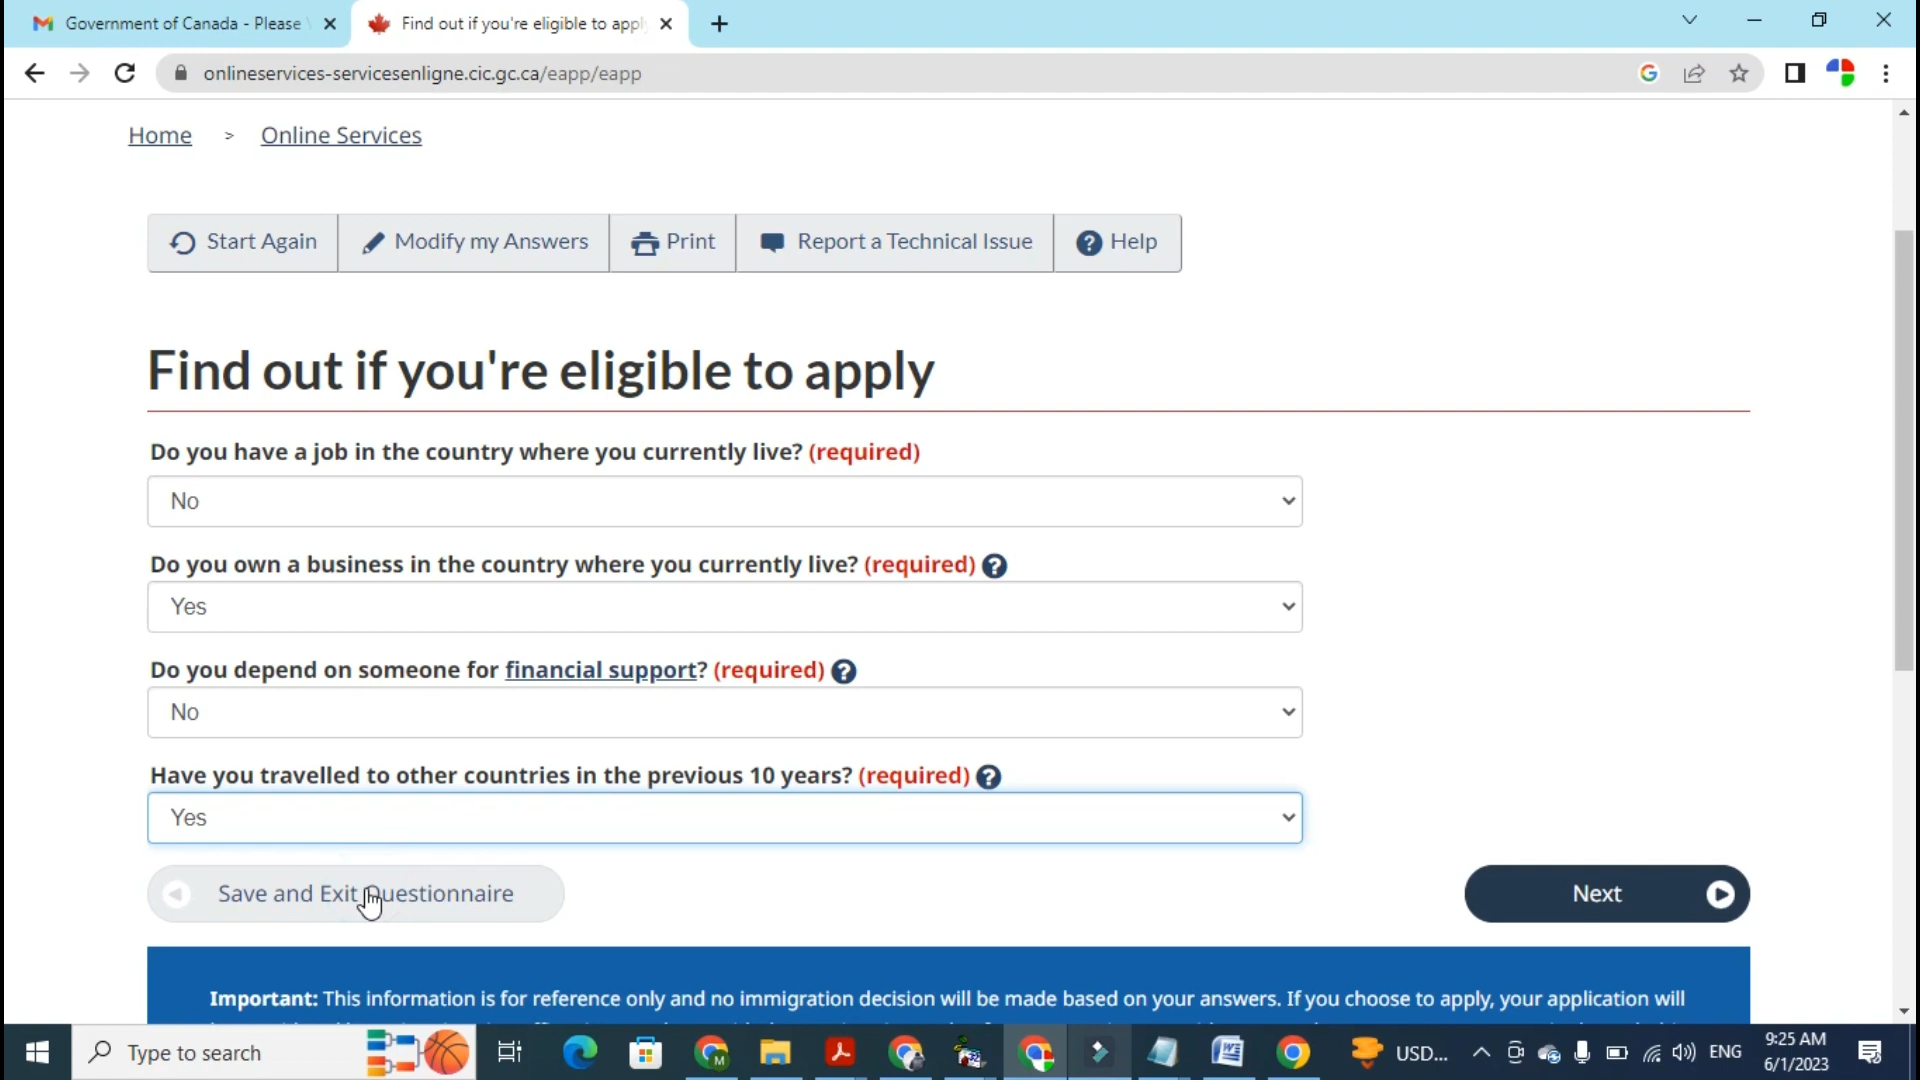 Government of Canada - Please
Find out if you're eligible to appl
onlineservices-servicesenligne.cic.gc.ca/eapp/eapp
Home > Online Services
Start Again Modify my Answers Print Report a Technical Issue Help
Find out if you're eligible to apply
Do you have a job in the country where you currently live? (required)
No
Do you own a business in the country where you currently live? (required)
Yes
Do you depend on someone for financial support? (required)
No
Have you travelled to other countries in the previous 10 years? (required)
Yes
Save and Exit Questionnaire Next
Important: This information is for reference only and no immigration decision will be made based on your answers. If you choose to apply, your application will
Type to search USD... ENG 9:25 AM
6/1/2023